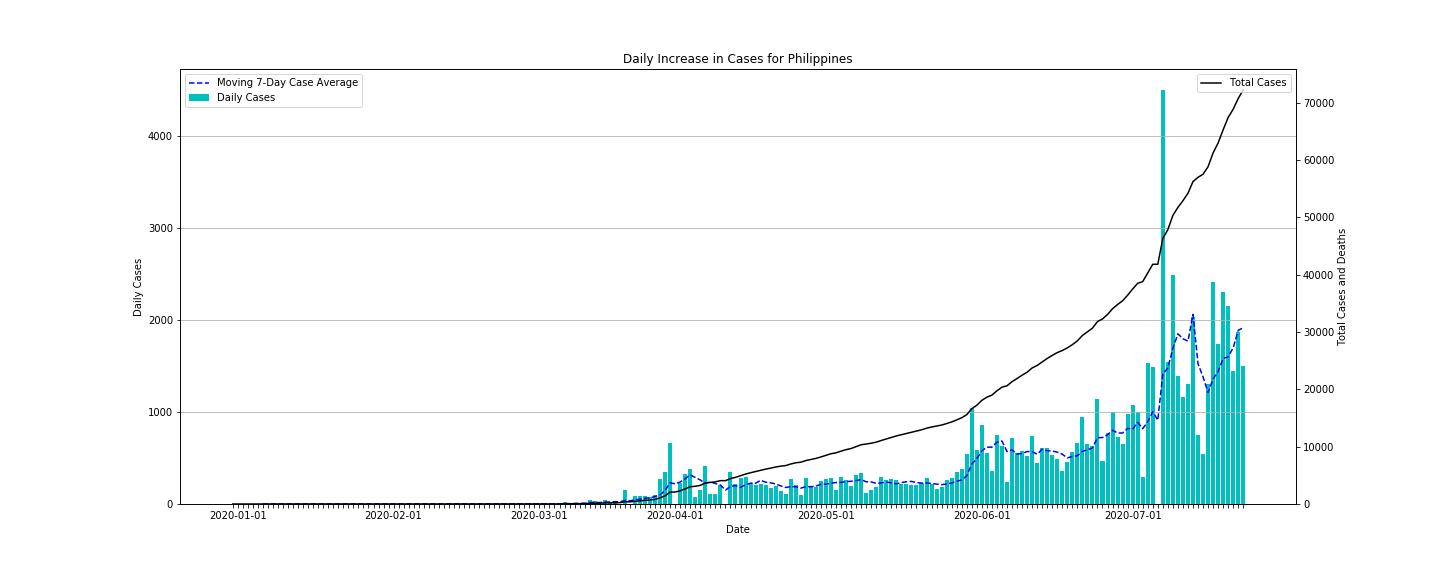 Daily Increase in Cases for Philippines
Moving 7-Day Case Average
Daily Cases
Total Cases
4000
3000
2000
1000
0
Daily Cases
70000
60000
50000
40000
30000
20000
10000
0
Total Cases and Deaths
2020-01-01
2020-02-01
2020-03-01
2020-04-01
2020-05-01
2020-06-01
2020-07-01
Date